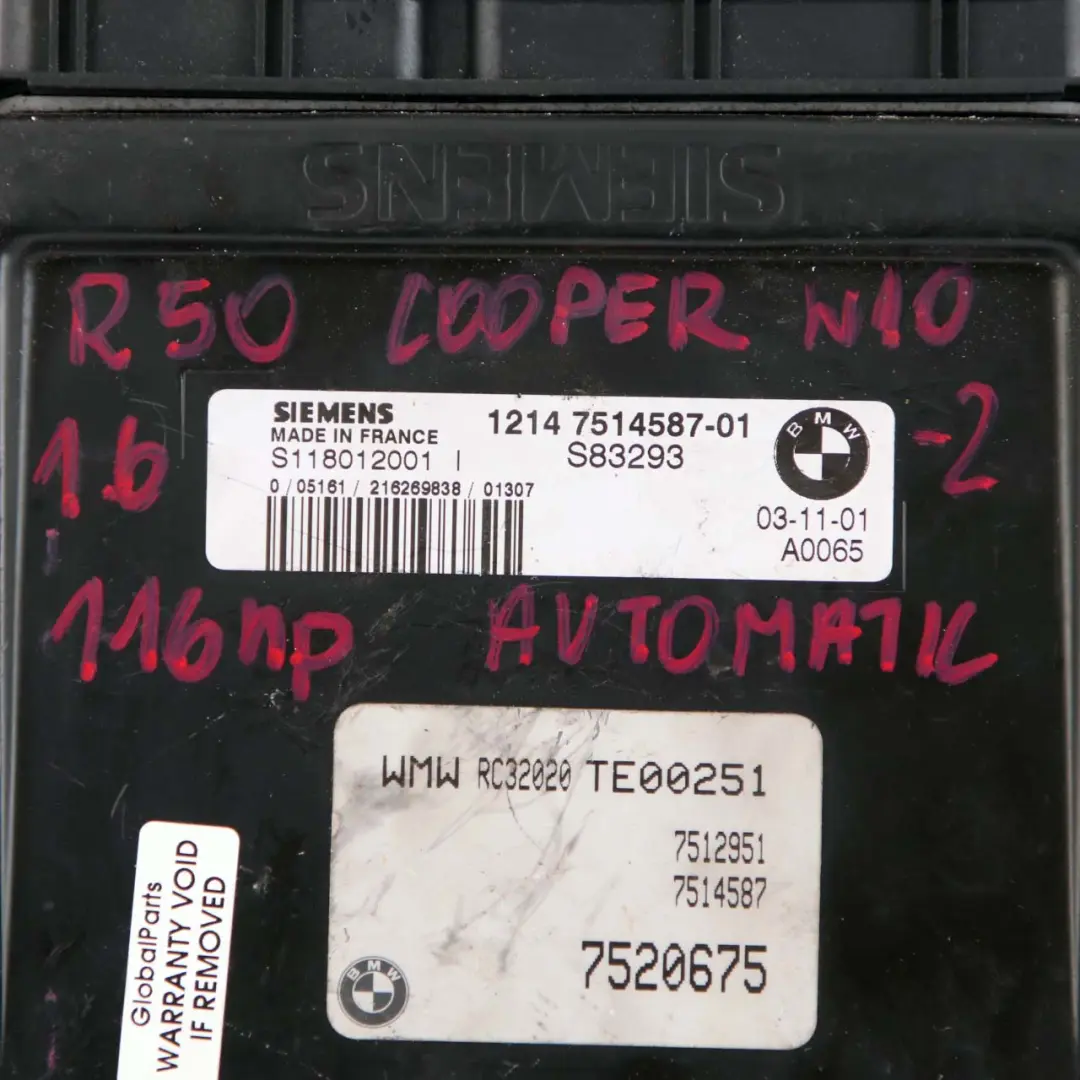 SIEMENS
R50 COOPER W10
1.6
-2
SIEMENS
MADE IN FRANCE
S118012001 I
0/05161/216269838/01307
1214 7514587-01
S83293
BMW
03-11-01
A0065
116hp AUTOMATIC
WMW RC32020 TE00251
7512951
7514587
7520675
BMW
GlobalParts
WARRANTY VOID
IF REMOVED